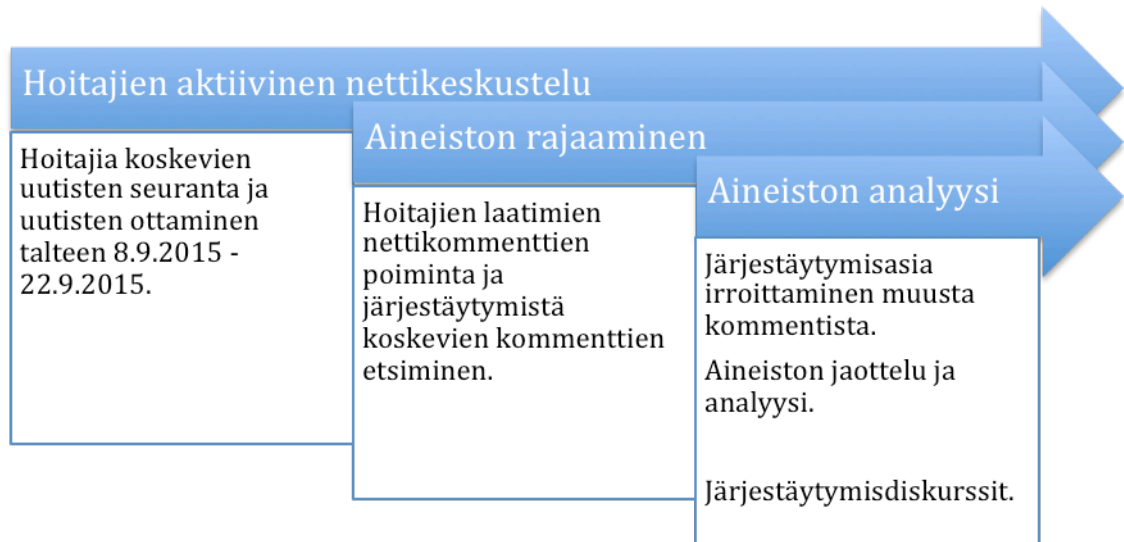 Hoitajien aktiivinen nettikeskustelu
Hoitajia koskevien
uutisten seuranta ja
uutisten ottaminen
talteen 8.9.2015 -
22.9.2015.
Aineiston rajaaminen
Hoitajien laatimien
nettikommenttien
poiminta ja
järjestäytymistä
koskevien kommenttien
etsiminen.
Aineiston analyysi
Järjestäytymisasia
irroittaminen muusta
kommentista.
Aineiston jaottelu ja
analyysi.
Järjestäytymisdiskurssit.